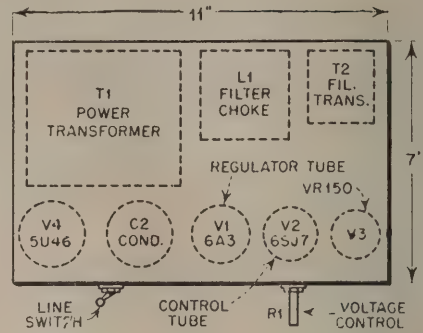 11"
T1
POWER
TRANSFORMER
L1
FILTER
CHOKE
T2
FIL.
TRANS.
7'
REGULATOR TUBE
VR150
V4
5U46
C2
COND.
V1
6A3
V2
6SJ7
V3
LINE
SWITCH
CONTROL
TUBE
R1
VOLTAGE
CONTROL